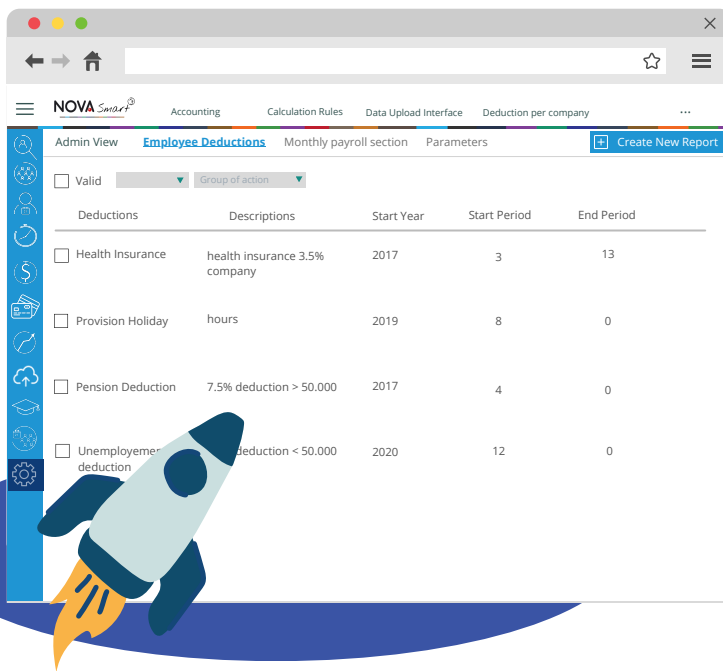 NOVA Smart
Accounting Calculation Rules Data Upload Interface Deduction per company ...
Admin View Employee Deductions Monthly payroll section Parameters + Create New Report
Valid Group of action
Deductions Descriptions Start Year Start Period End Period
Health Insurance health insurance 3.5% 2017 3 13
company
Provision Holiday hours 2019 8 0
Pension Deduction 7.5% deduction > 50.000 2017 4 0
deduction < 50.000 2020 12 0
deduction